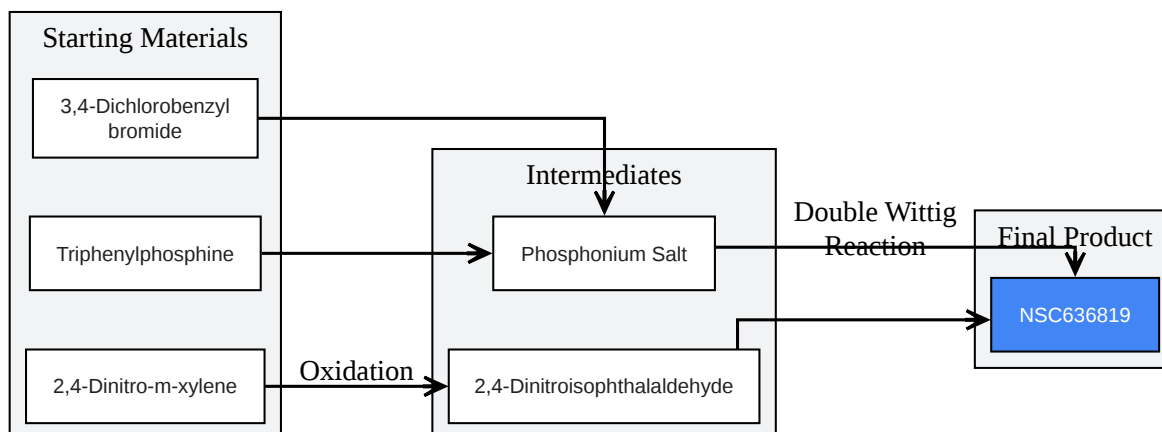 Starting Materials
3,4-Dichlorobenzyl
bromide
Triphenylphosphine
2,4-Dinitro-m-xylene
Oxidation
Intermediates
Phosphonium Salt
2,4-Dinitroisophthalaldehyde
Double Wittig
Reaction
Final Product
NSC636819